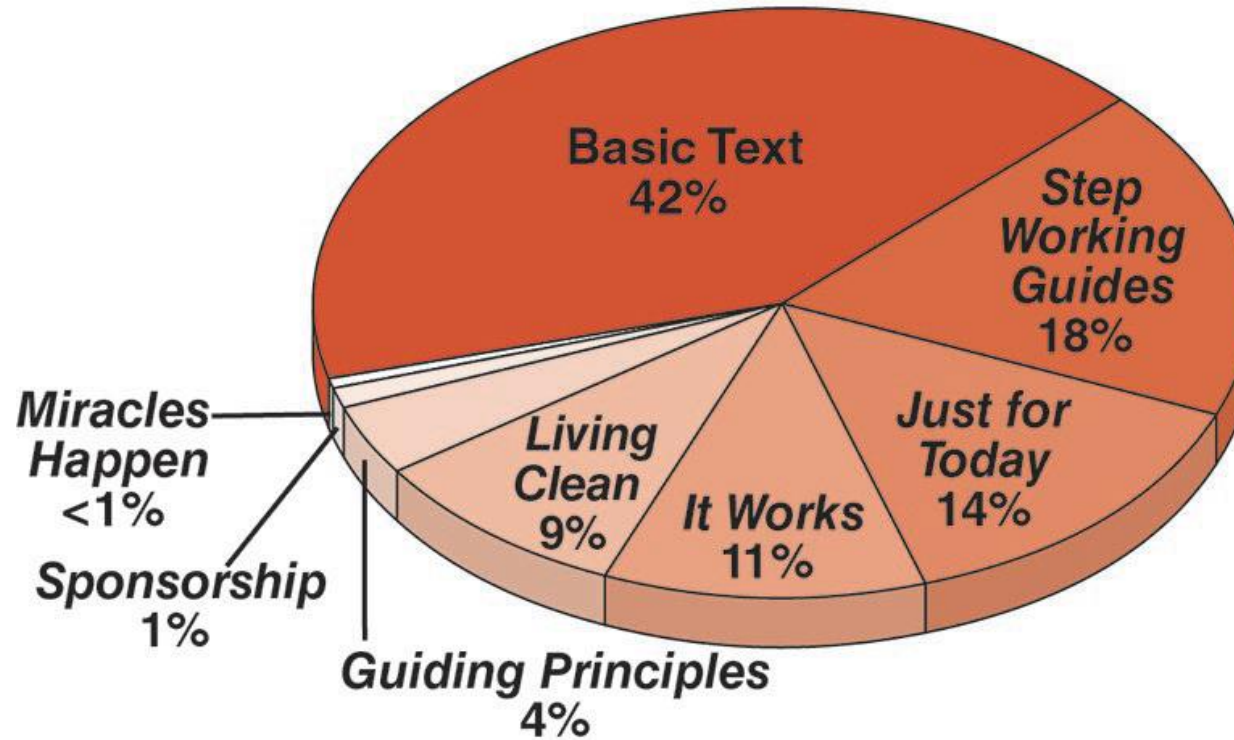 Basic Text
42%
Step
Working
Guides
18%
Just for
Today
14%
It Works
11%
Living
Clean
9%
Guiding Principles
4%
Sponsorship
1%
Miracles
Happen
<1%